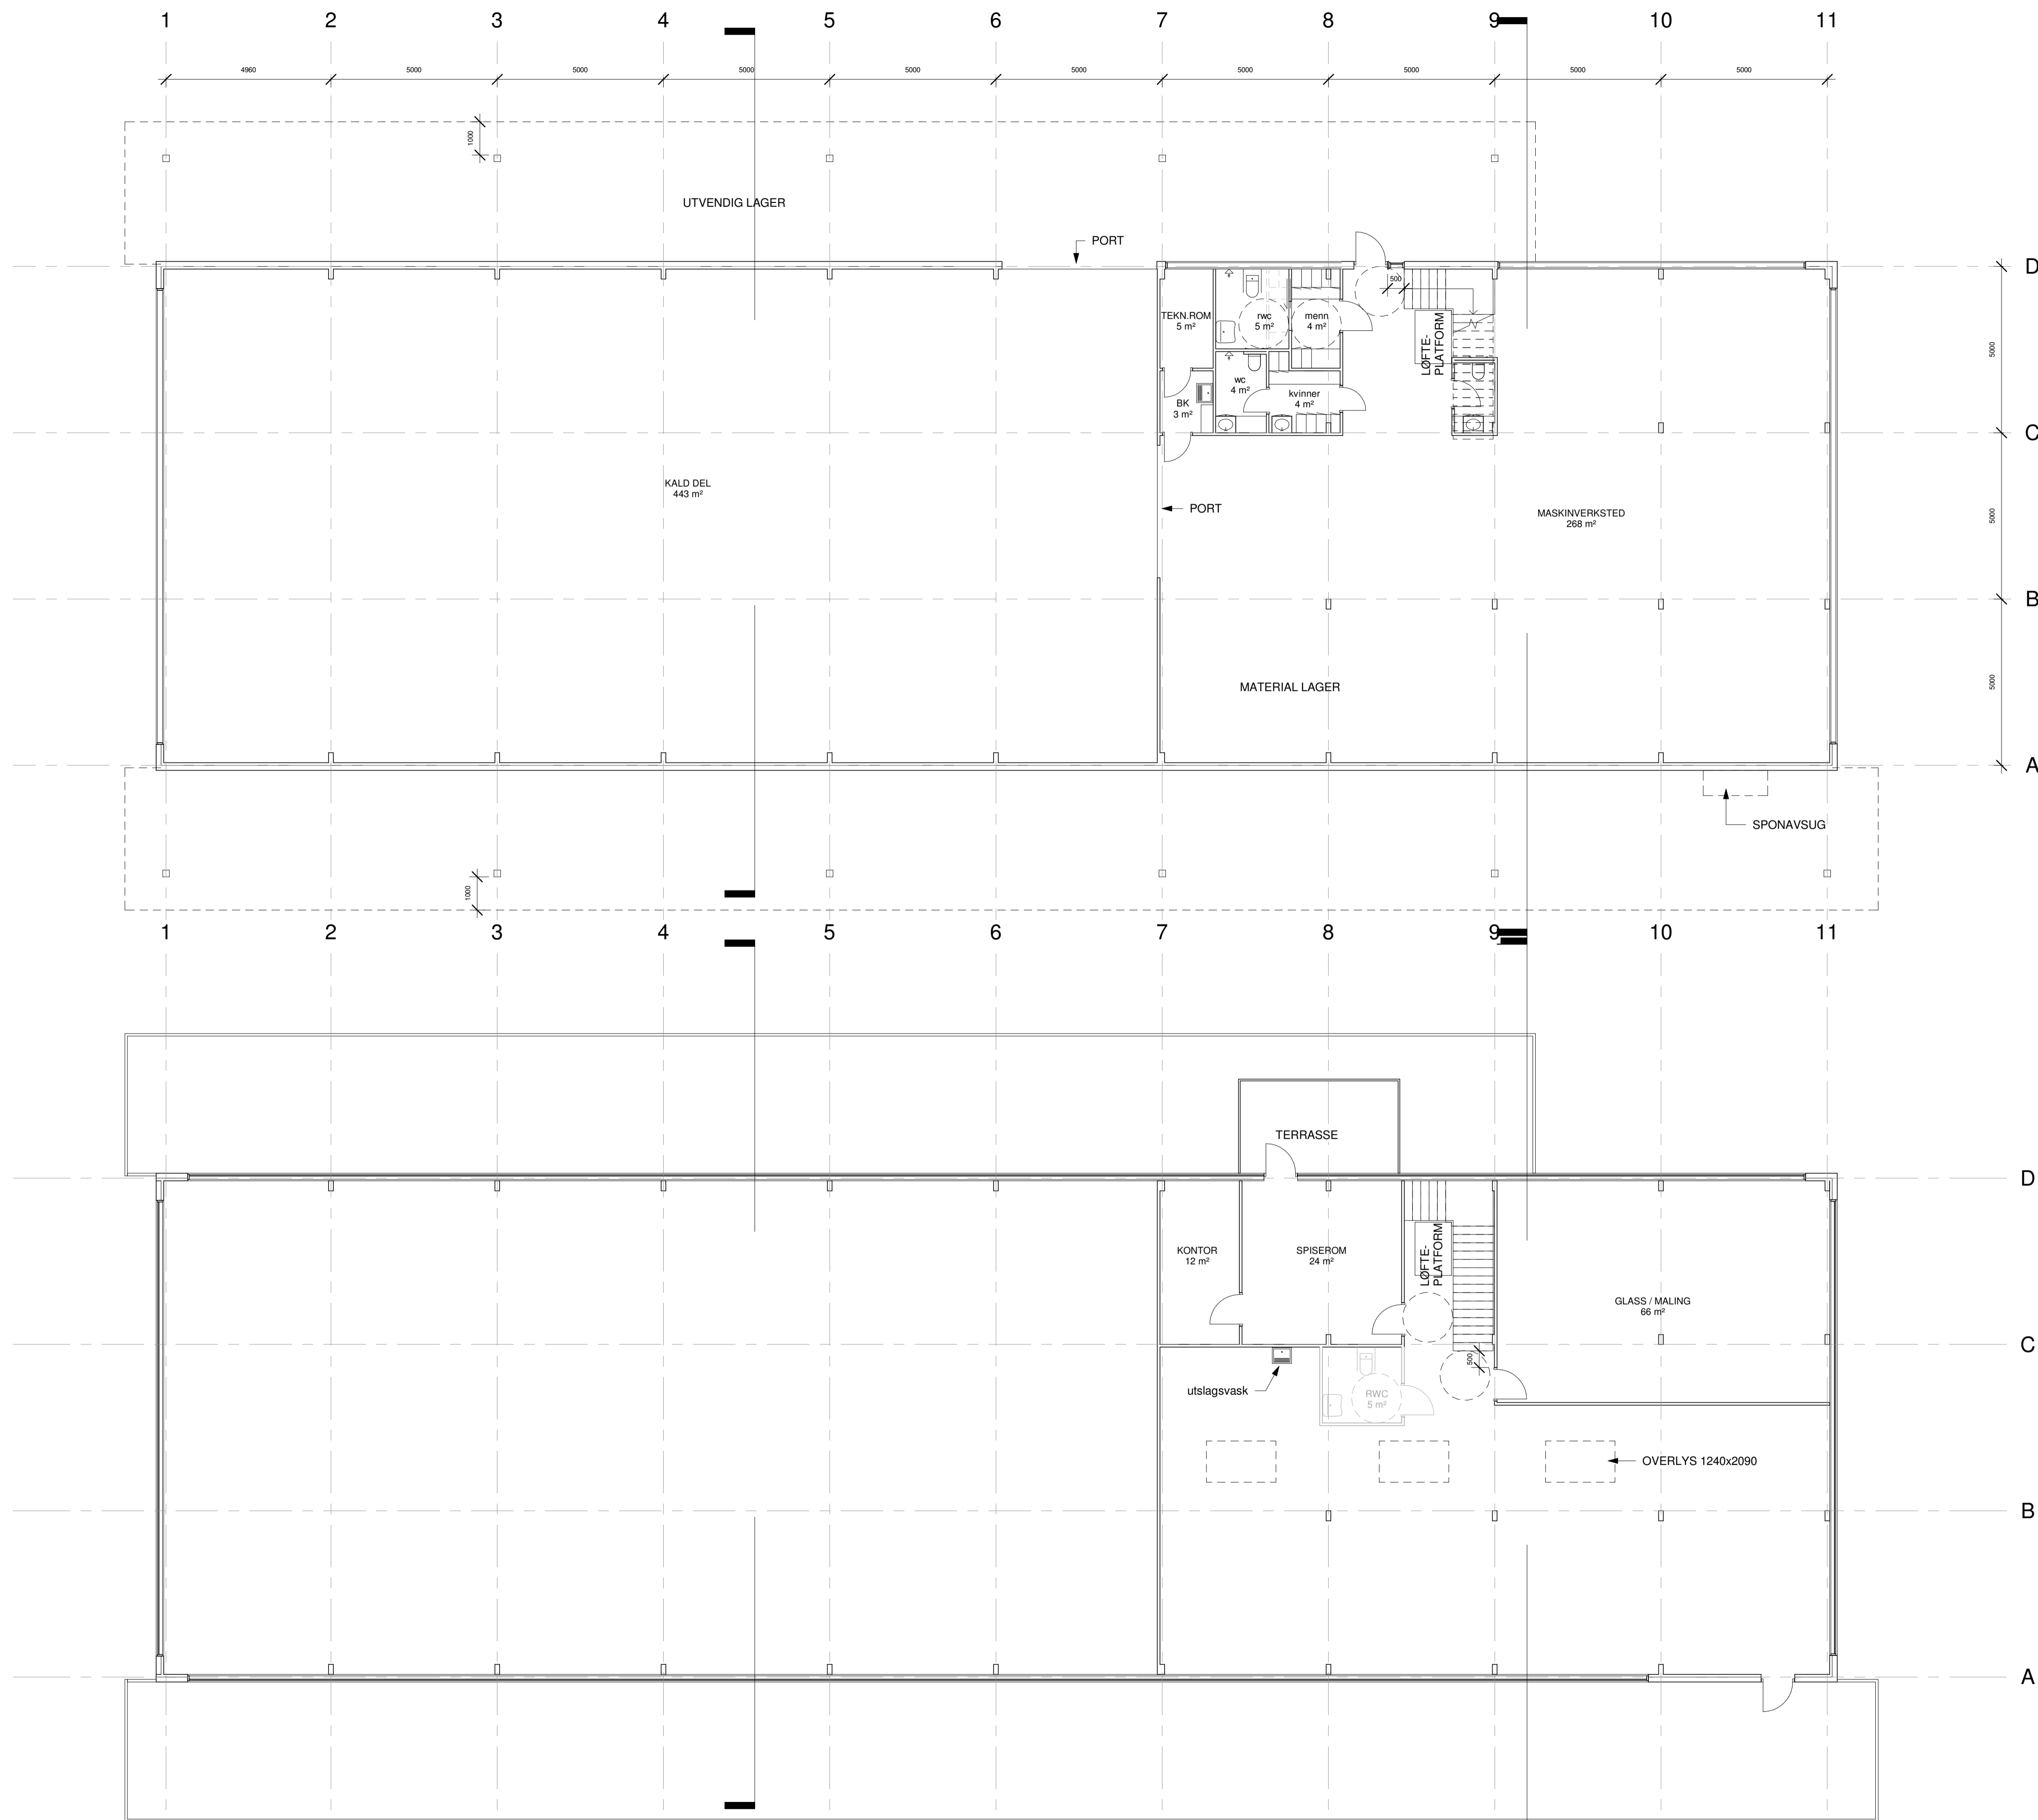 1 2 3 4 5 6 7 8 9 10 11
4960 5000 5000 5000 5000 5000 5000 5000 5000 5000
1000
UTVENDIG LAGER
PORT
D
500
TEKN.ROM
5 m²
rwc
5 m²
menn
4 m²
LØFTE-
PLATFORM
5000
wc
4 m²
kvinner
4 m²
BK
3 m²
C
KALD DEL
443 m²
PORT
MASKINVERKSTED
268 m²
5000
B
MATERIAL LAGER
5000
A
SPONAVSUG
1000
1 2 3 4 5 6 7 8 9 10 11
TERRASSE
D
KONTOR
12 m²
SPISEROM
24 m²
LØFTE-
PLATFORM
GLASS / MALING
66 m²
C
500
utslagsvask
RWC
5 m²
OVERLYS 1240x2090
B
A